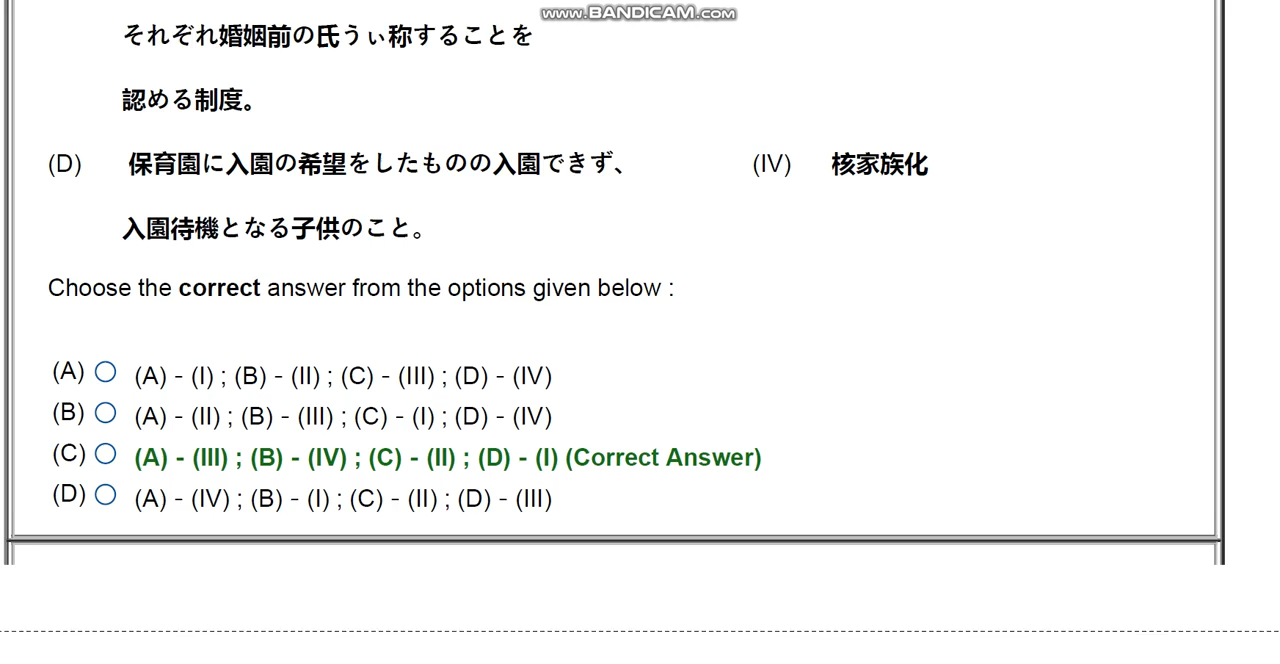 www.BANDICAM.com
それぞれ婚姻前の氏うぃ称することを
認める制度。
(D) 保育園に入園の希望をしたものの入園できず、 (IV) 核家族化
入園待機となる子供のこと。
Choose the correct answer from the options given below :
(A) (A) - (I) ; (B) - (II) ; (C) - (III) ; (D) - (IV)
(B) (A) - (II) ; (B) - (III) ; (C) - (I) ; (D) - (IV)
(C) (A) - (III) ; (B) - (IV) ; (C) - (II) ; (D) - (I) (Correct Answer)
(D) (A) - (IV) ; (B) - (I) ; (C) - (II) ; (D) - (III)